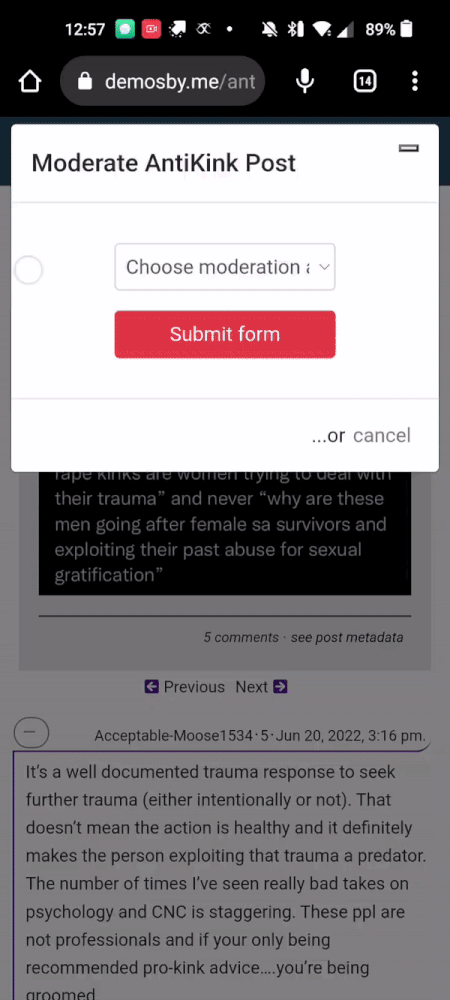 12:57
89%
demosby.me/ant
14
Moderate AntiKink Post
Choose moderation a
Submit form
...or cancel
rape kinks are women trying to deal with
their trauma” and never “why are these
men going after female sa survivors and
exploiting their past abuse for sexual
gratification”
5 comments · see post metadata
Previous Next
Acceptable-Moose1534·5·Jun 20, 2022, 3:16 pm.
It’s a well documented trauma response to seek
further trauma (either intentionally or not). That
doesn’t mean the action is healthy and it definitely
makes the person exploiting that trauma a predator.
The number of times I’ve seen really bad takes on
psychology and CNC is staggering. These ppl are
not professionals and if your only being
recommended pro-kink advice....you’re being
groomed